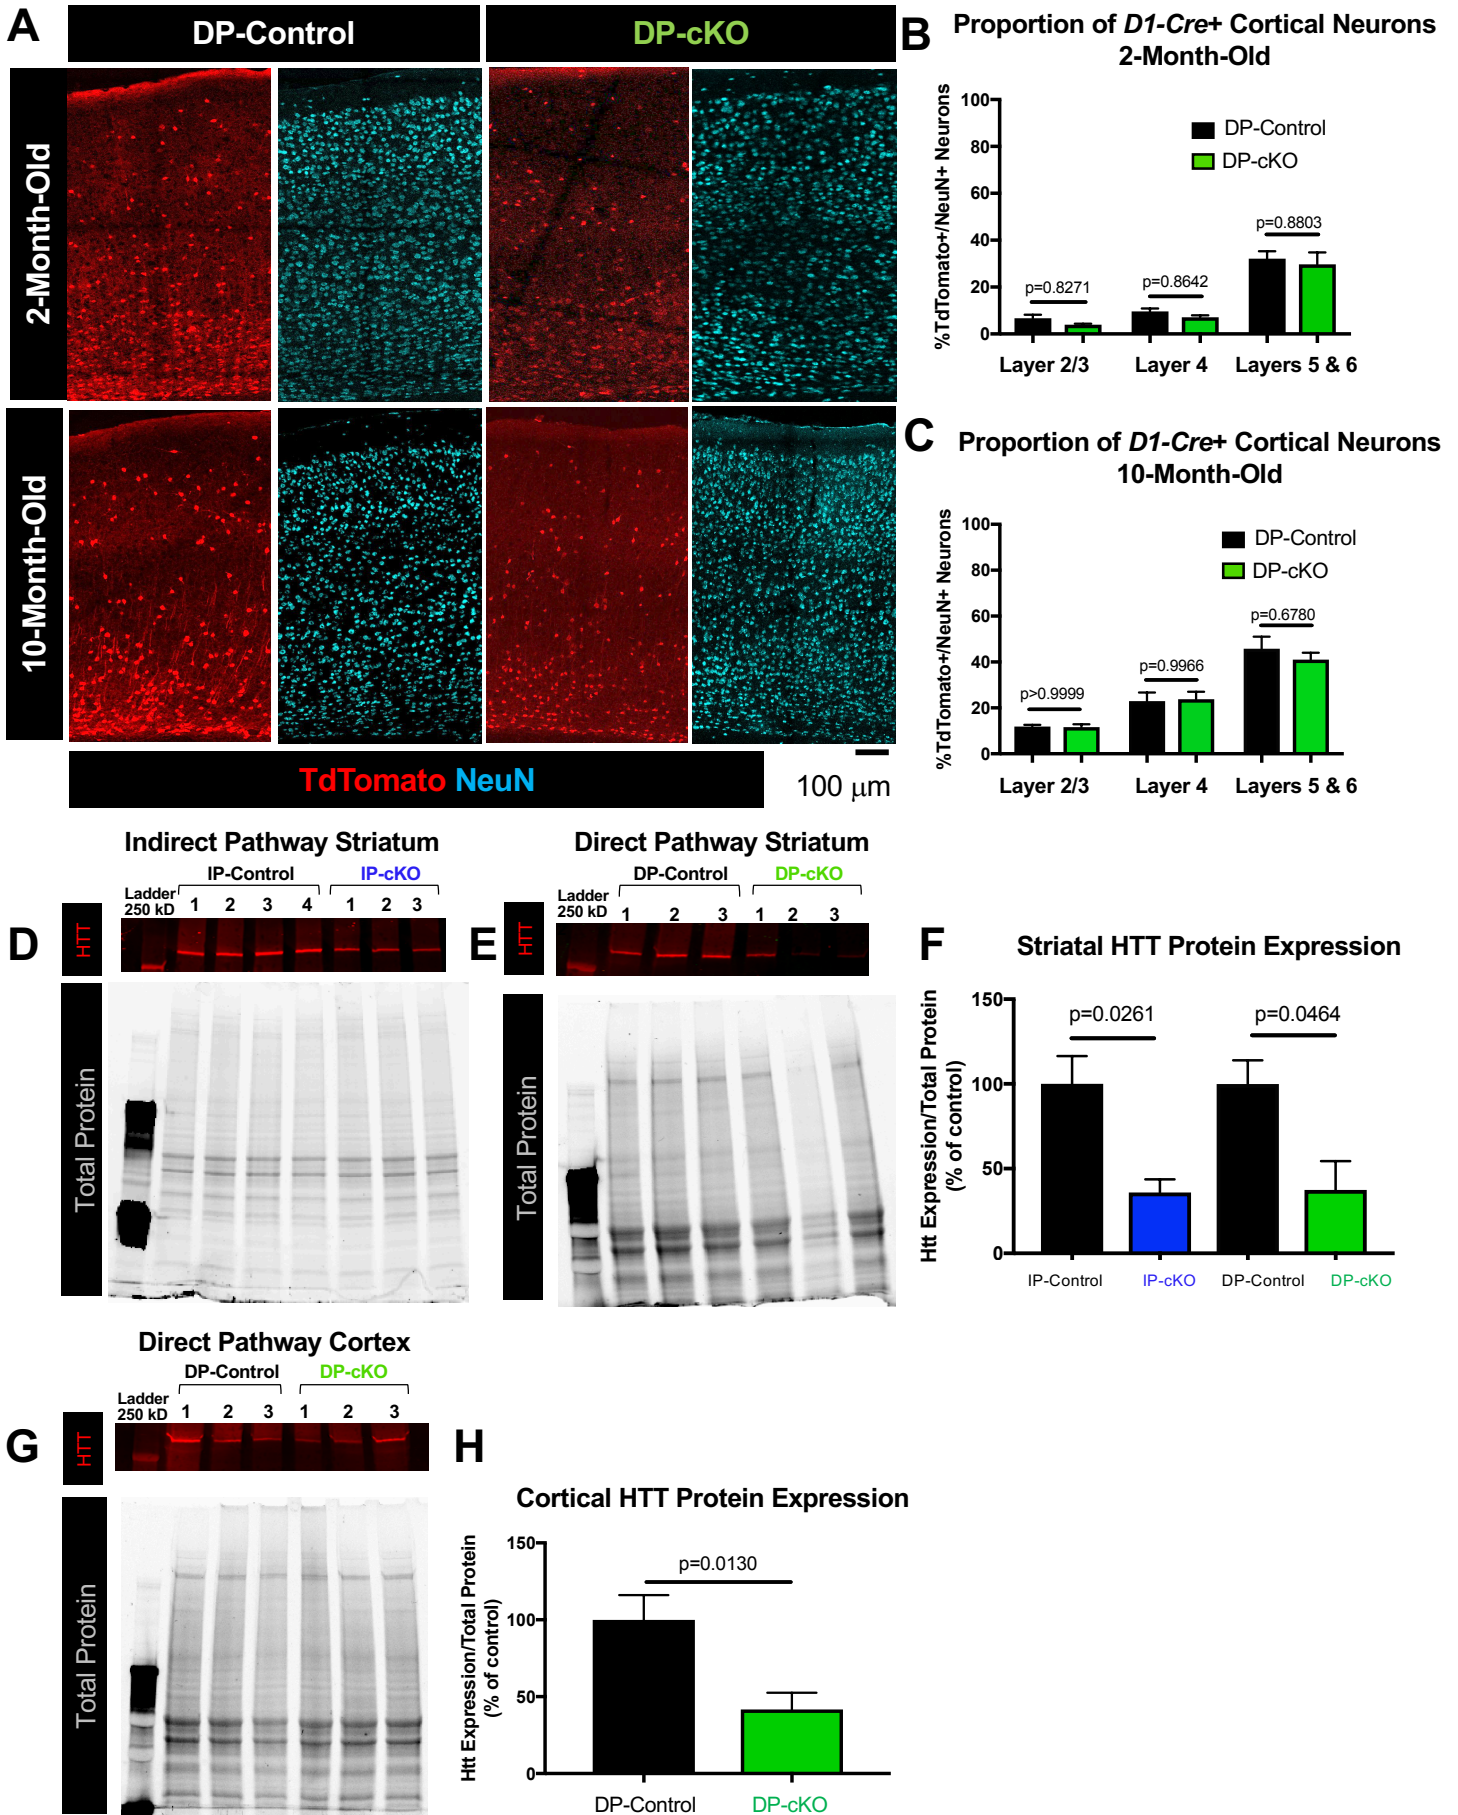 A
DP-Control
DP-cKO
2-Month-Old
10-Month-Old
TdTomato NeuN
100 μm
B
Proportion of D1-Cre+ Cortical Neurons
2-Month-Old
%TdTomato+/NeuN+ Neurons
100
80
60
40
20
0
DP-Control
DP-cKO
p=0.8271
p=0.8642
p=0.8803
Layer 2/3
Layer 4
Layers 5 & 6
C
Proportion of D1-Cre+ Cortical Neurons
10-Month-Old
%TdTomato+/NeuN+ Neurons
100
80
60
40
20
0
DP-Control
DP-cKO
p>0.9999
p=0.9966
p=0.6780
Layer 2/3
Layer 4
Layers 5 & 6
D
Indirect Pathway Striatum
IP-Control
IP-cKO
Ladder
250 kD
1 2 3 4 1 2 3
HTT
Total Protein
E
Direct Pathway Striatum
DP-Control
DP-cKO
Ladder
250 kD
1 2 3 1 2 3
HTT
Total Protein
F
Striatal HTT Protein Expression
Htt Expression/Total Protein
(% of control)
150
100
50
0
p=0.0261
p=0.0464
IP-Control
IP-cKO
DP-Control
DP-cKO
G
Direct Pathway Cortex
DP-Control
DP-cKO
Ladder
250 kD
1 2 3 1 2 3
HTT
Total Protein
H
Cortical HTT Protein Expression
Htt Expression/Total Protein
(% of control)
150
100
50
0
p=0.0130
DP-Control
DP-cKO